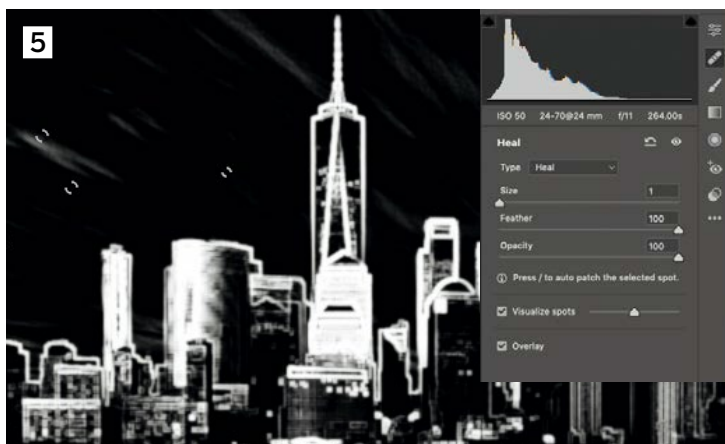 5
ISO 50 24-70@24 mm f/11 264.00s
Heal
Type Heal
Size 1
Feather 100
Opacity 100
Press / to auto patch the selected spot.
Visualize spots
Overlay